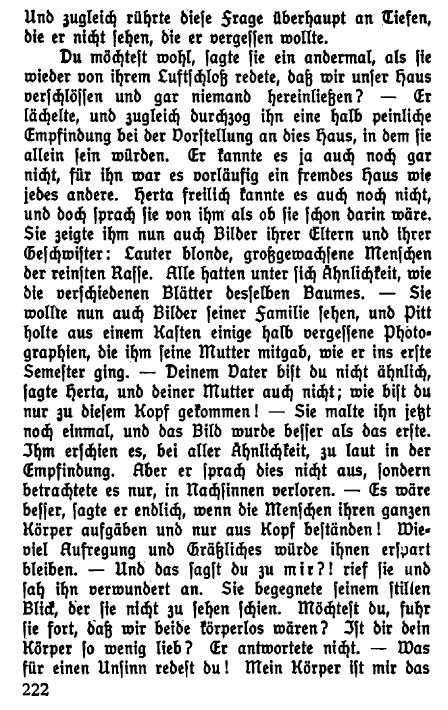 Und zugleich rührte diese Frage überhaupt an Tiefen,
die er nicht sehen, die er vergessen wollte.
Du möchtest wohl, sagte sie ein andermal, als sie
wieder von ihrem Luftschloß redete, daß wir unser Haus
verschlössen und gar niemand hereinließen? — Er
lächelte, und zugleich durchzog ihn eine halb peinliche
Empfindung bei der Vorstellung an dies Haus, in dem sie
allein sein würden. Er kannte es ja auch noch gar
nicht, für ihn war es vorläufig ein fremdes Haus wie
jedes andere. Herta freilich kannte es auch noch nicht,
und doch sprach sie von ihm als ob sie schon darin wäre.
Sie zeigte ihm nun auch Bilder ihrer Eltern und ihrer
Geschwister: Lauter blonde, großgewachsene Menschen
der reinsten Rasse. Alle hatten unter sich Ähnlichkeit, wie
die verschiedenen Blätter desselben Baumes. — Sie
wollte nun auch Bilder seiner Familie sehen, und Pitt
holte aus einem Kasten einige halb vergessene Photo-
graphien, die ihm seine Mutter mitgab, wie er ins erste
Semester ging. — Deinem Vater bist du nicht ähnlich,
sagte Herta, und deiner Mutter auch nicht; wie bist du
nur zu diesem Kopf gekommen! — Sie malte ihn jetzt
noch einmal, und das Bild wurde besser als das erste.
Ihm erschien es, bei aller Ähnlichkeit, zu laut in der
Empfindung. Aber er sprach dies nicht aus, sondern
betrachtete es nur, in Nachsinnen verloren. — Es wäre
besser, sagte er endlich, wenn die Menschen ihren ganzen
Körper aufgäben und nur aus Kopf beständen! Wie-
viel Aufregung und Gräßliches würde ihnen erspart
bleiben. — Und das sagst du zu mir?! rief sie und
sah ihn verwundert an. Sie begegnete seinem stillen
Blick, der sie nicht zu sehen schien. Möchtest du, fuhr
sie fort, daß wir beide körperlos wären? Ist dir dein
Körper so wenig lieb? Er antwortete nicht. — Was
für einen Unsinn redest du! Mein Körper ist mir das
222